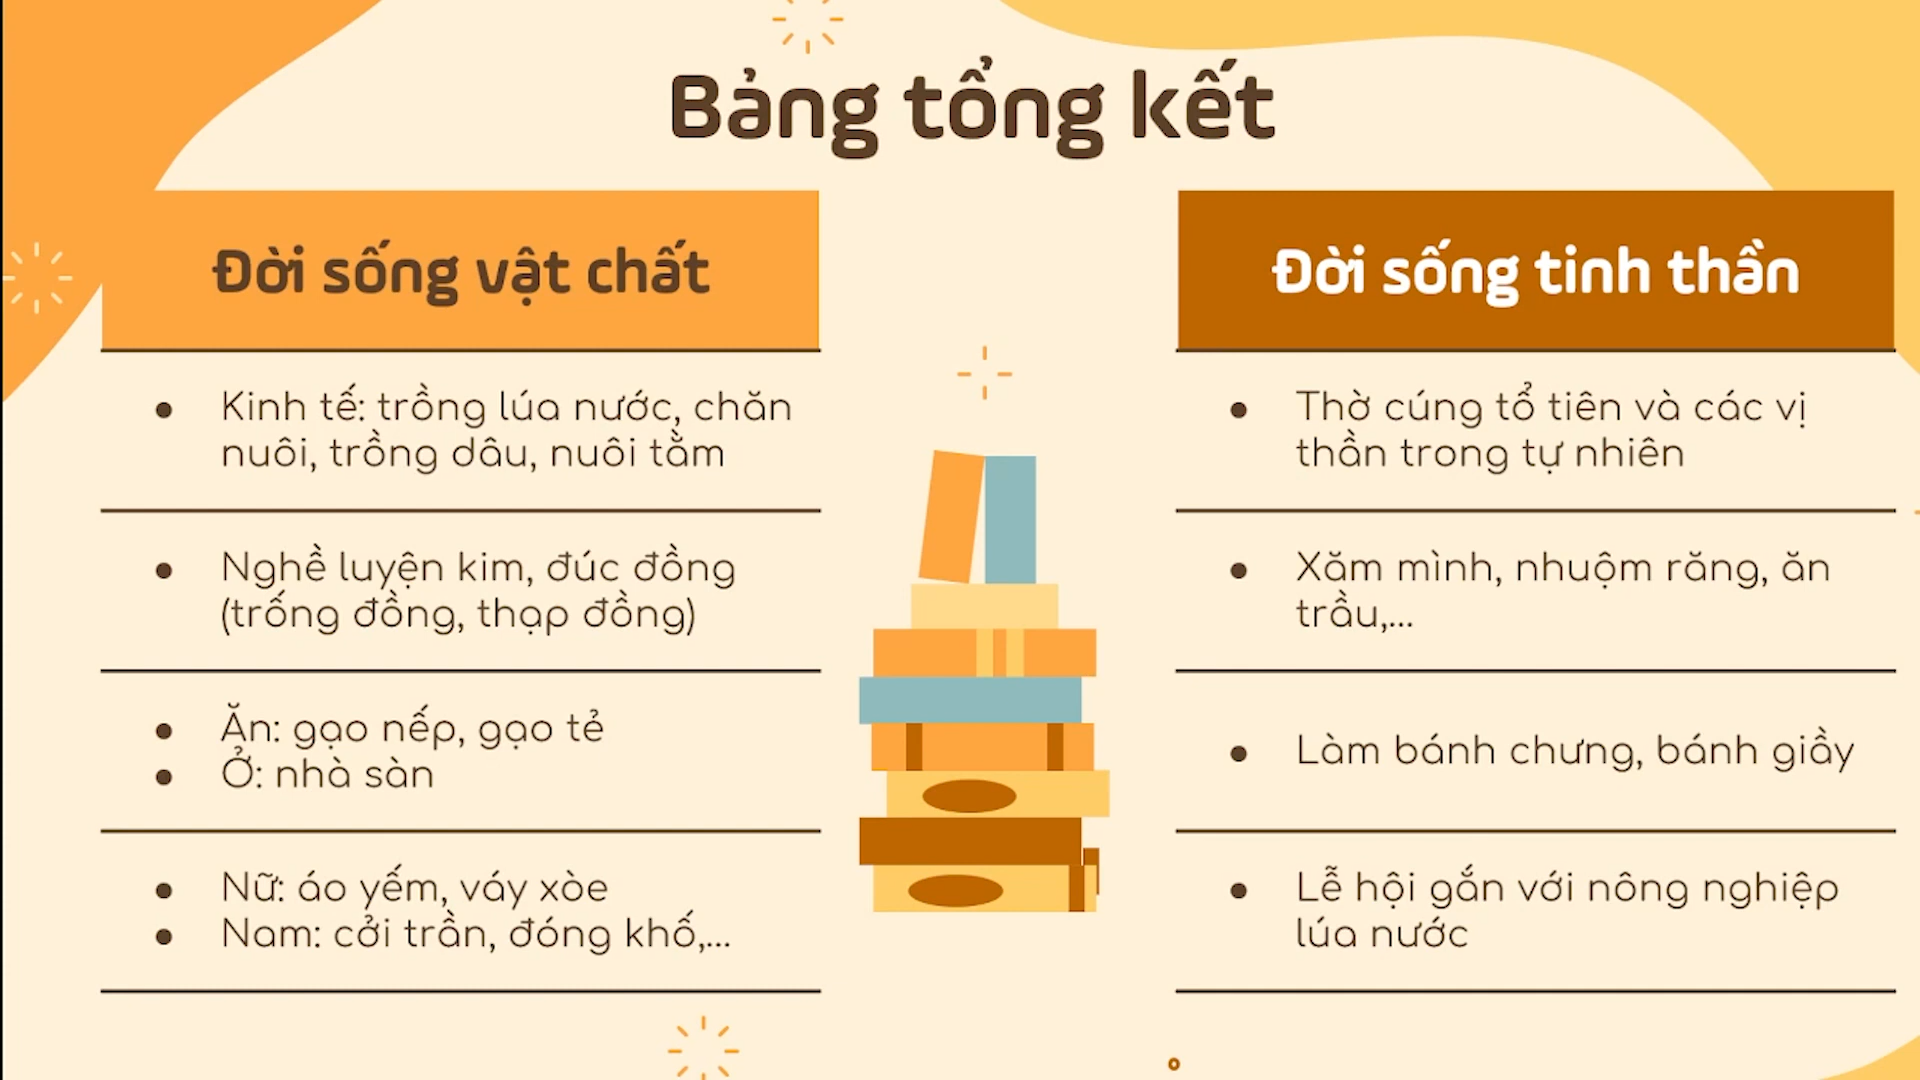 Bảng tổng kết
Đời sống vật chất
Kinh tế: trồng lúa nước, chăn
nuôi, trồng dâu, nuôi tằm
Nghề luyện kim, đúc đồng
(trống đồng, thạp đồng)
Ăn: gạo nếp, gạo tẻ
Ở: nhà sàn
Nữ: áo yếm, váy xòe
Nam: cởi trần, đóng khố,...
Đời sống tinh thần
Thờ cúng tổ tiên và các vị
thần trong tự nhiên
Xăm mình, nhuộm răng, ăn
trầu,...
Làm bánh chưng, bánh giầy
Lễ hội gắn với nông nghiệp
lúa nước